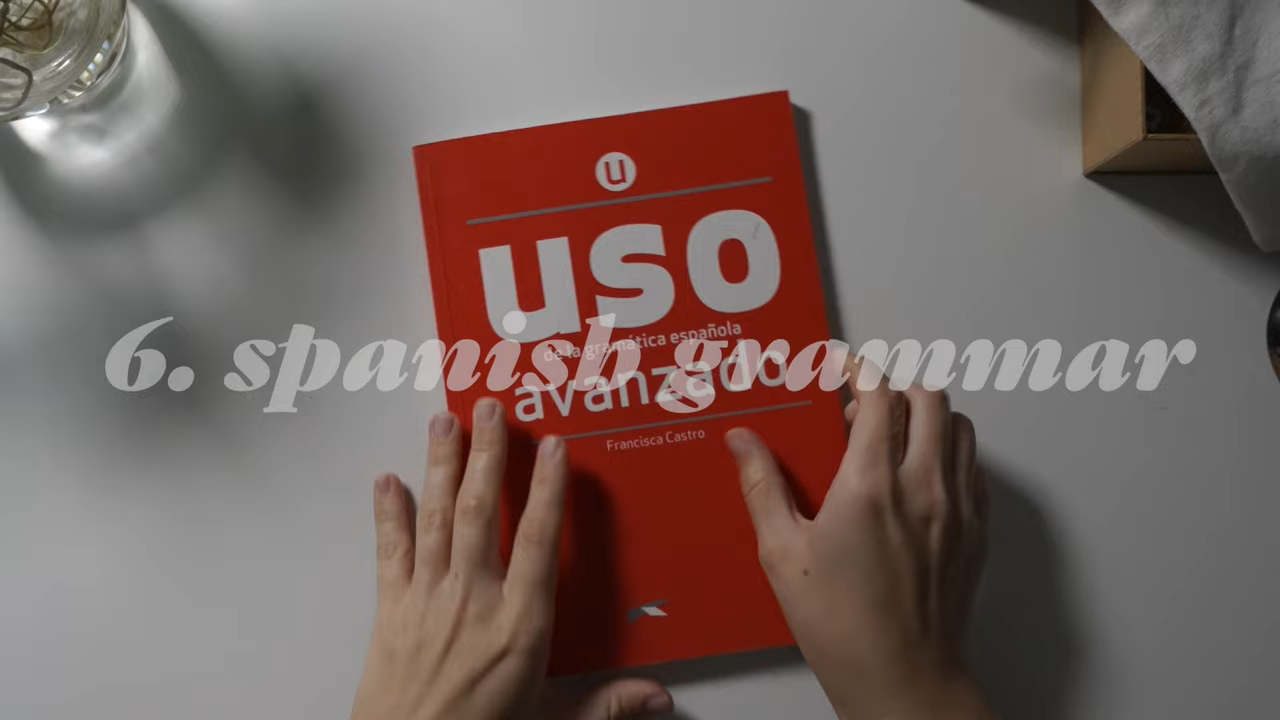 u
uso
de la gramática española
avanzado
Francisca Castro
6. spanish grammar